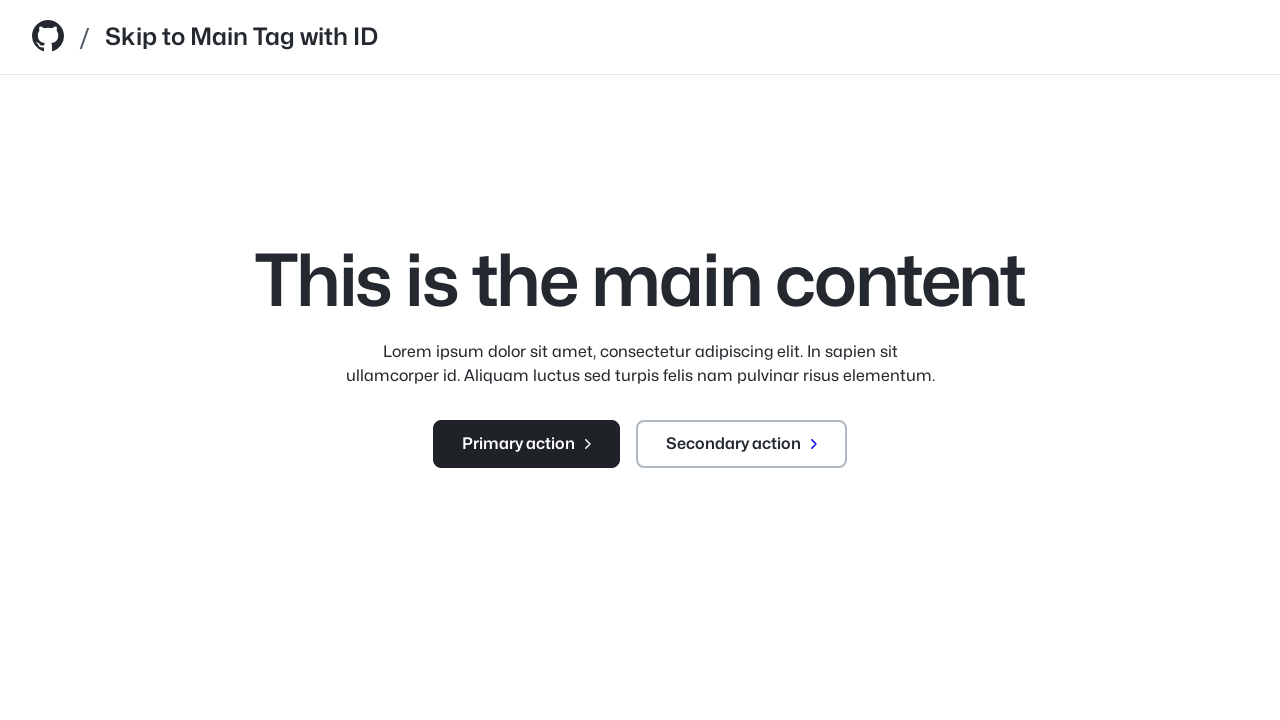 / Skip to Main Tag with ID
This is the main content
Lorem ipsum dolor sit amet, consectetur adipiscing elit. In sapien sit
ullamcorper id. Aliquam luctus sed turpis felis nam pulvinar risus elementum.
Primary action
Secondary action